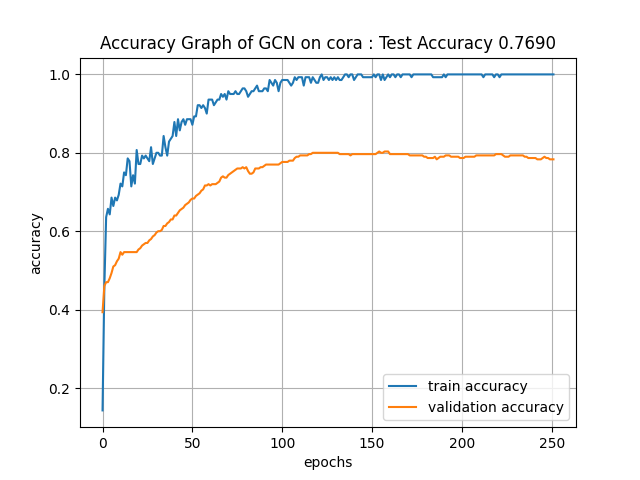 Accuracy Graph of GCN on cora : Test Accuracy 0.7690
1.0
0.8
0.6
0.4
0.2
accuracy
0
50
100
150
200
250
epochs
train accuracy
validation accuracy